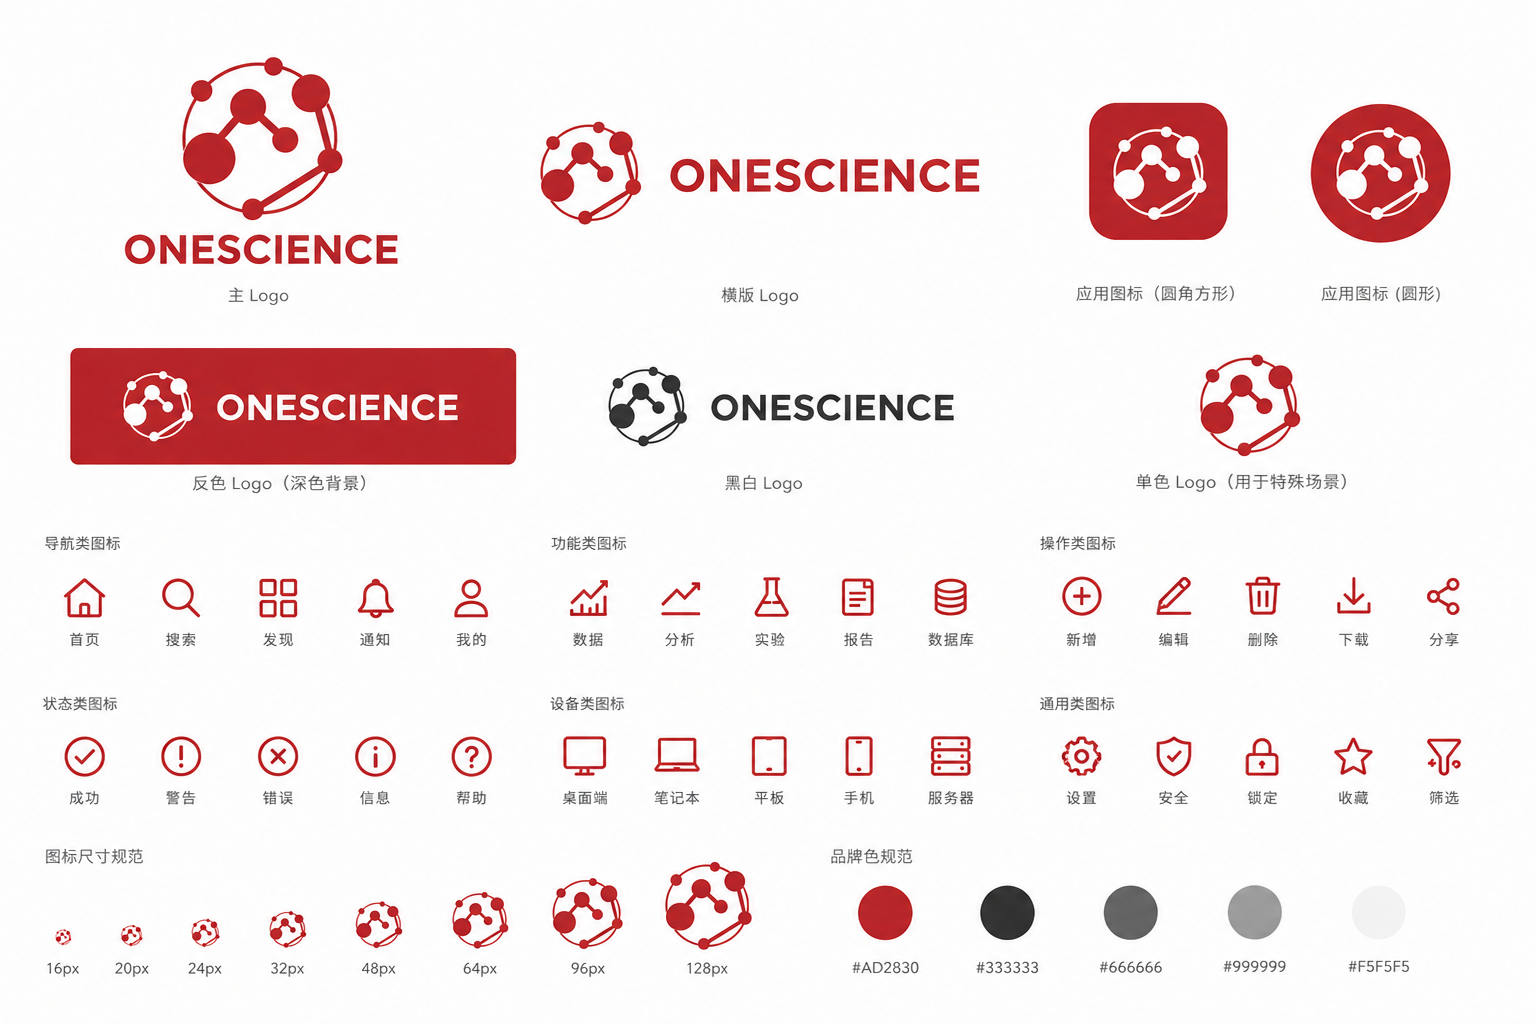 ONESCIENCE
主 Logo
ONESCIENCE
横版 Logo
应用图标（圆角方形）
应用图标 (圆形)
ONESCIENCE
反色 Logo（深色背景）
ONESCIENCE
黑白 Logo
单色 Logo（用于特殊场景）
导航类图标
首页
搜索
发现
通知
我的
功能类图标
数据
分析
实验
报告
数据库
操作类图标
新增
编辑
删除
下载
分享
状态类图标
成功
警告
错误
信息
帮助
设备类图标
桌面端
笔记本
平板
手机
服务器
通用类图标
设置
安全
锁定
收藏
筛选
图标尺寸规范
16px
20px
24px
32px
48px
64px
96px
128px
品牌色规范
#AD2830
#333333
#666666
#999999
#F5F5F5